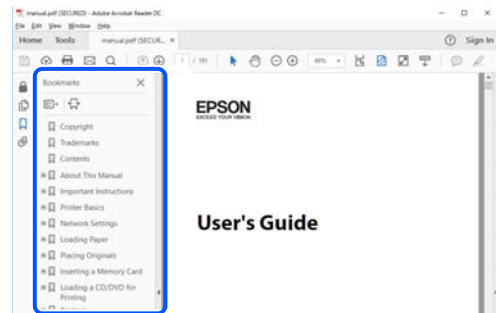 manual.pdf (SECURED) - Adobe Acrobat Reader DC
File Edit View Window Help
Home Tools manual.pdf (SECUR... × Sign In
1 / 191
Bookmarks
Copyright
Trademarks
Contents
About This Manual
Important Instructions
Printer Basics
Network Settings
Loading Paper
Placing Originals
Inserting a Memory Card
Loading a CD/DVD for
Printing
EPSON
EXCEED YOUR VISION
User's Guide